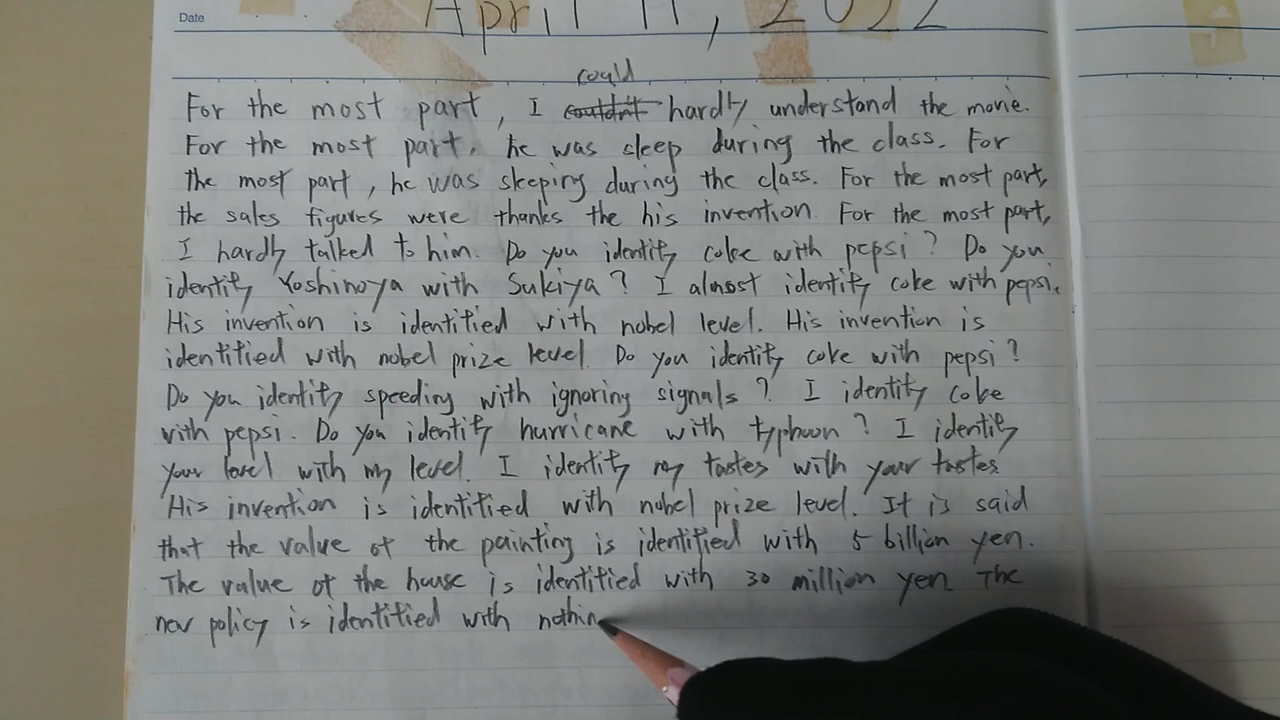 Date
April 11, 2022
could
For the most part, I couldn't hardly understand the movie.
For the most part, he was sleep during the class. For
the most part, he was sleeping during the class. For the most part,
the sales figures were thanks the his invention. For the most part,
I hardly talked to him. Do you identify coke with pepsi? Do you
identify Yoshinoya with Sukiya? I almost identify coke with pepsi.
His invention is identified with nobel level. His invention is
identified with nobel prize level. Do you identify coke with pepsi?
Do you identify speeding with ignoring signals? I identify coke
with pepsi. Do you identify hurricane with typhoon? I identify
your level with my level. I identify my tastes with your tastes.
His invention is identified with nobel prize level. It is said
that the value of the painting is identified with 5 billion yen.
The value of the house is identified with 30 million yen. The
new policy is identified with nothin